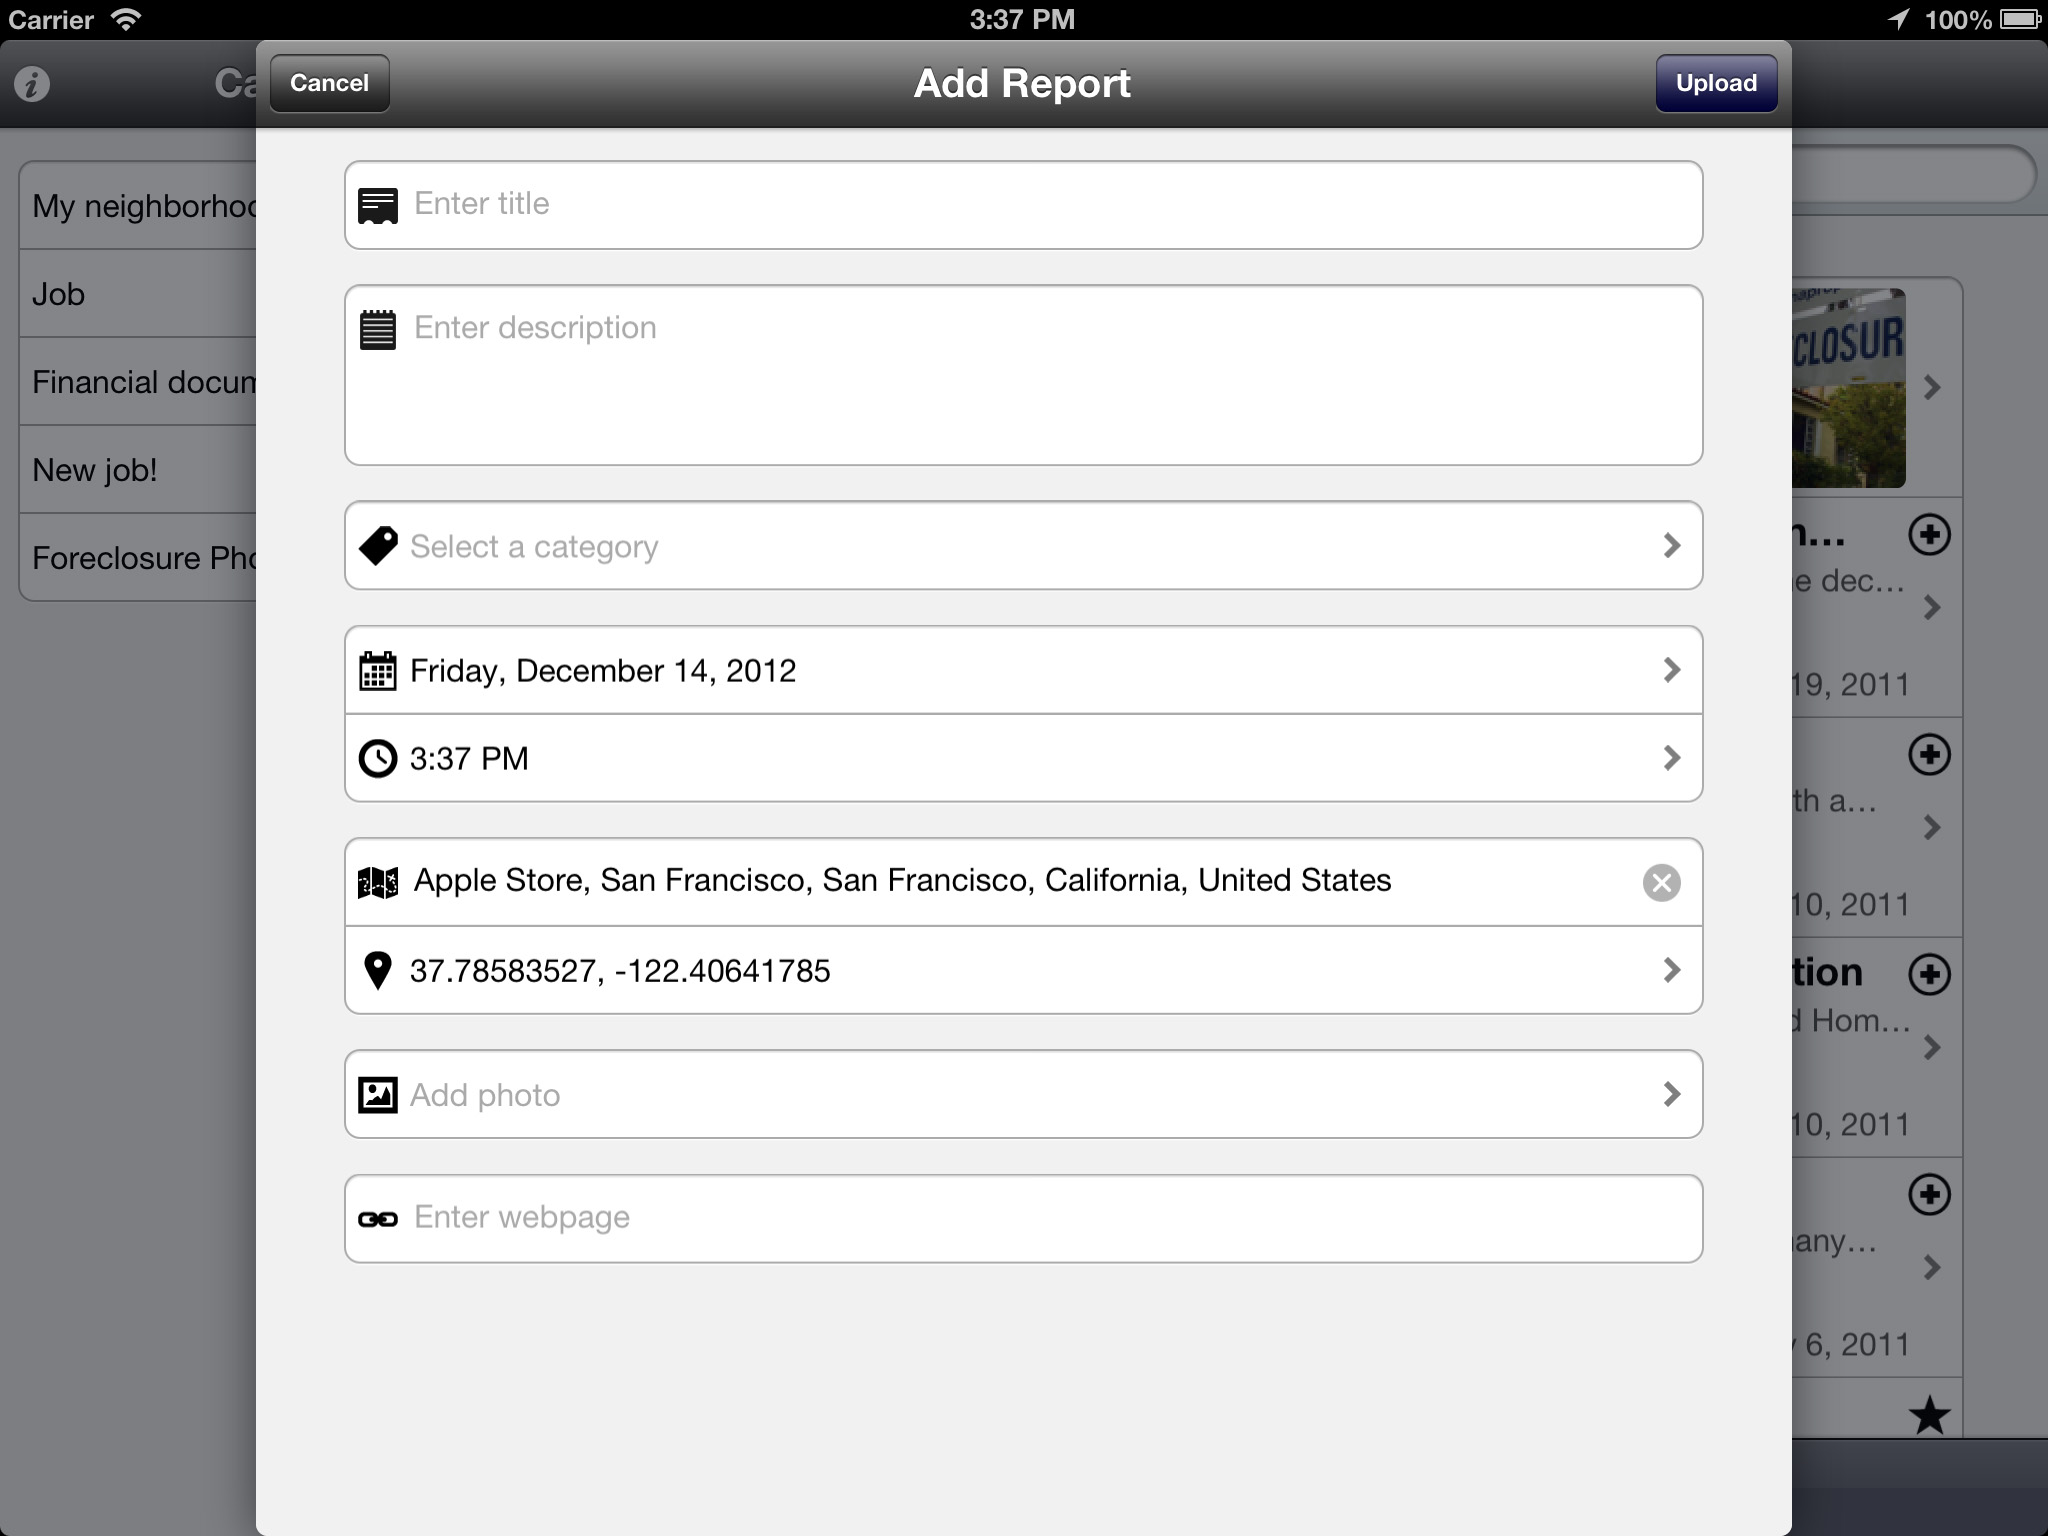 Carrier 3:37 PM 100%
Cancel Add Report Upload
My neighborhoo
Job
Financial docum
New job!
Foreclosure Pho
Enter title
Enter description
Select a category
Friday, December 14, 2012
3:37 PM
Apple Store, San Francisco, San Francisco, California, United States
37.78583527, -122.40641785
Add photo
Enter webpage
CLOSUR
n...
e dec...
19, 2011
th a...
10, 2011
tion
d Hom...
10, 2011
any...
6, 2011